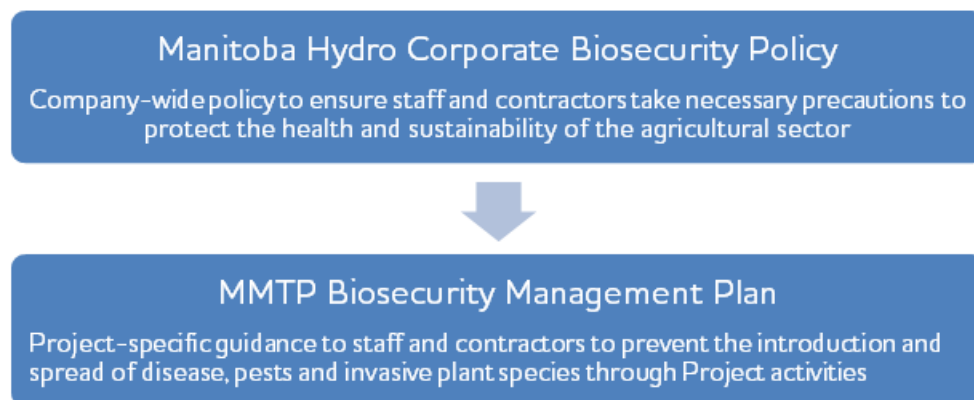 Manitoba Hydro Corporate Biosecurity Policy
Company-wide policy to ensure staff and contractors take necessary precautions to
protect the health and sustainability of the agricultural sector
MMTP Biosecurity Management Plan
Project-specific guidance to staff and contractors to prevent the introduction and
spread of disease, pests and invasive plant species through Project activities